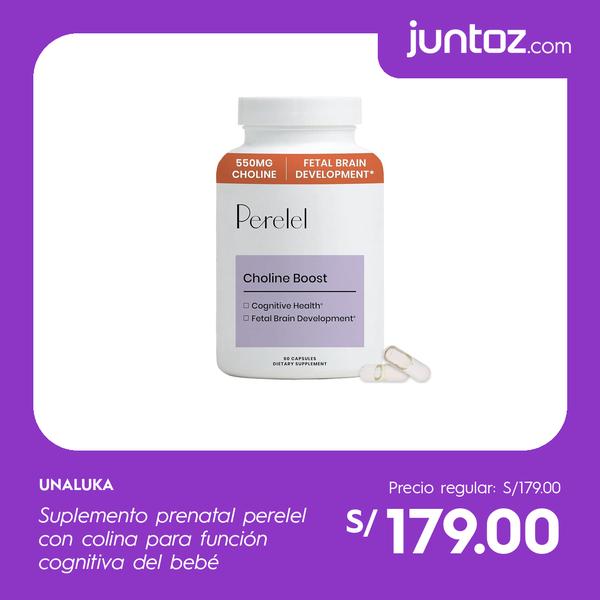 juntoz.com
550MG CHOLINE
FETAL BRAIN DEVELOPMENT*
Perelel
Choline Boost
Cognitive Health*
Fetal Brain Development*
60 CAPSULES
DIETARY SUPPLEMENT
UNALUKA
Suplemento prenatal perelel
con colina para función
cognitiva del bebé
Precio regular: S/179.00
S/179.00